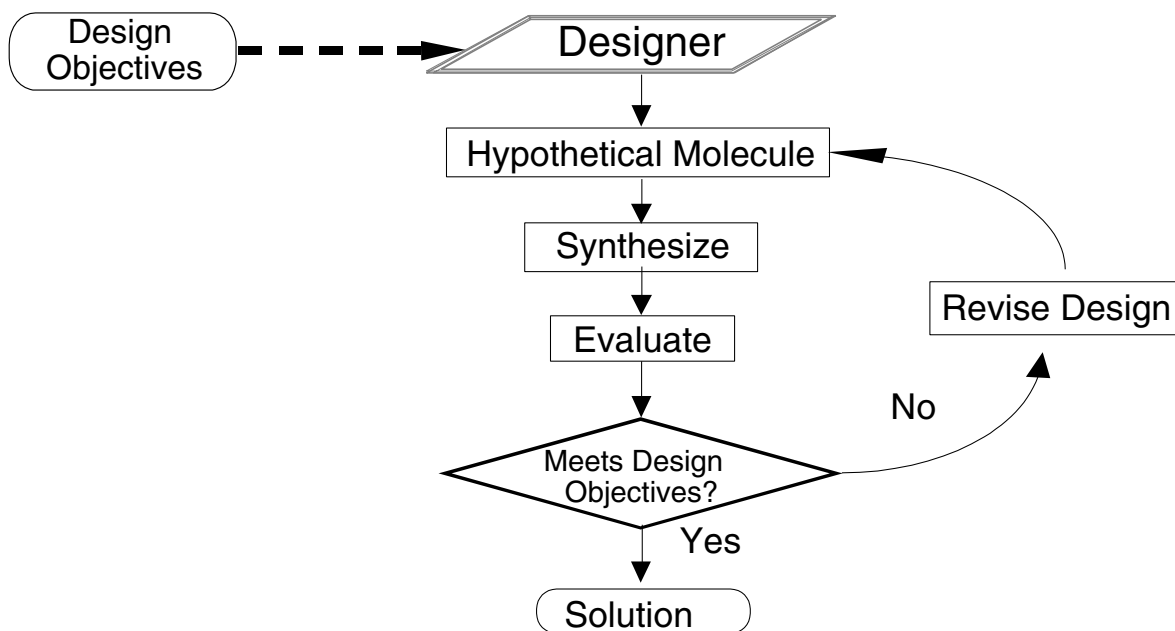 Design
Objectives
Designer
Hypothetical Molecule
Synthesize
Evaluate
Revise Design
No
Meets Design
Objectives?
Yes
Solution